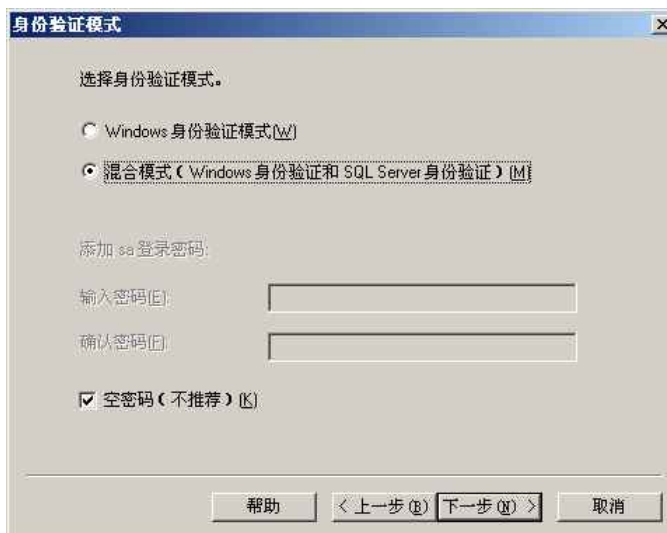 身份验证模式
选择身份验证模式。
Windows 身份验证模式(W)
混合模式(Windows 身份验证和 SQL Server 身份验证)(M)
添加 sa 登录密码:
输入密码(E):
确认密码(F):
空密码(不推荐)(K)
帮助 < 上一步(B) 下一步(N) > 取消